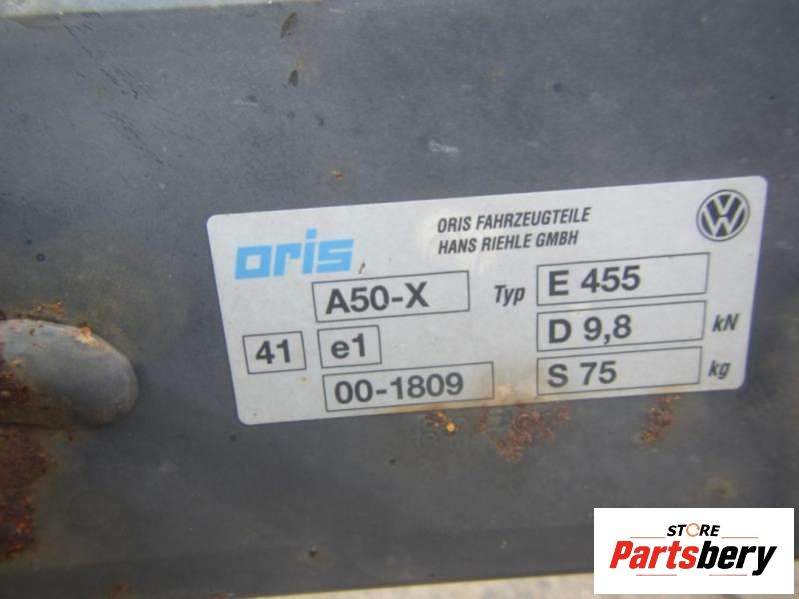 oris
ORIS FAHRZEUGTEILE
HANS RIEHLE GMBH
VW
A50-X Typ E 455
41 e1 D 9,8 kN
00-1809 S 75 kg
STORE
Partsbery